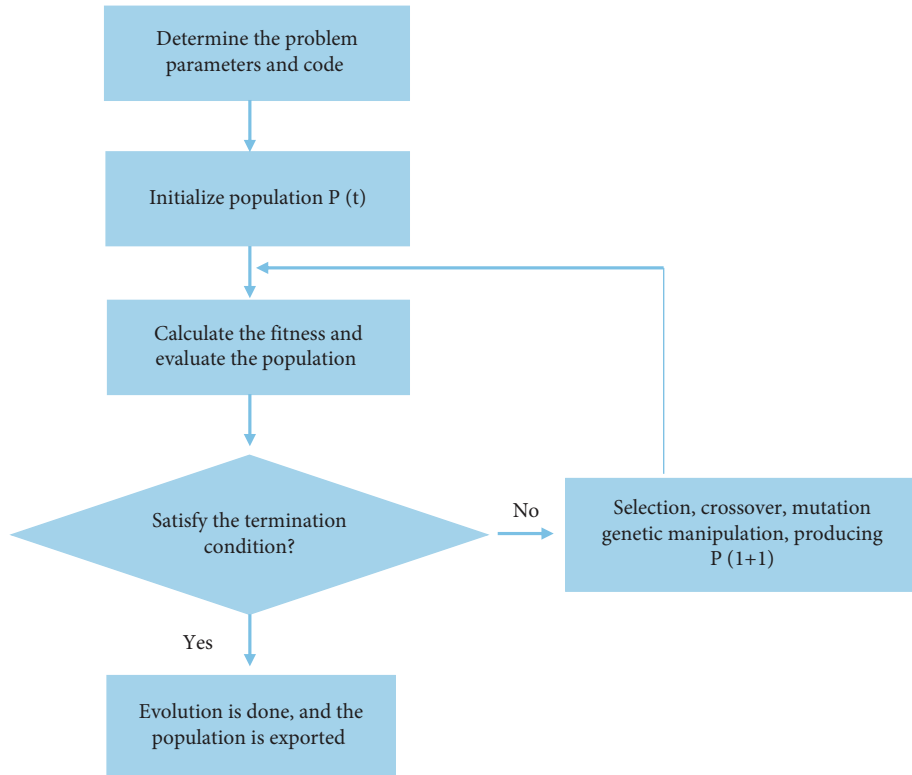 Determine the problem
parameters and code
Initialize population P (t)
Calculate the fitness and
evaluate the population
Satisfy the termination
condition?
No
Selection, crossover, mutation
genetic manipulation, producing
P (1+1)
Yes
Evolution is done, and the
population is exported